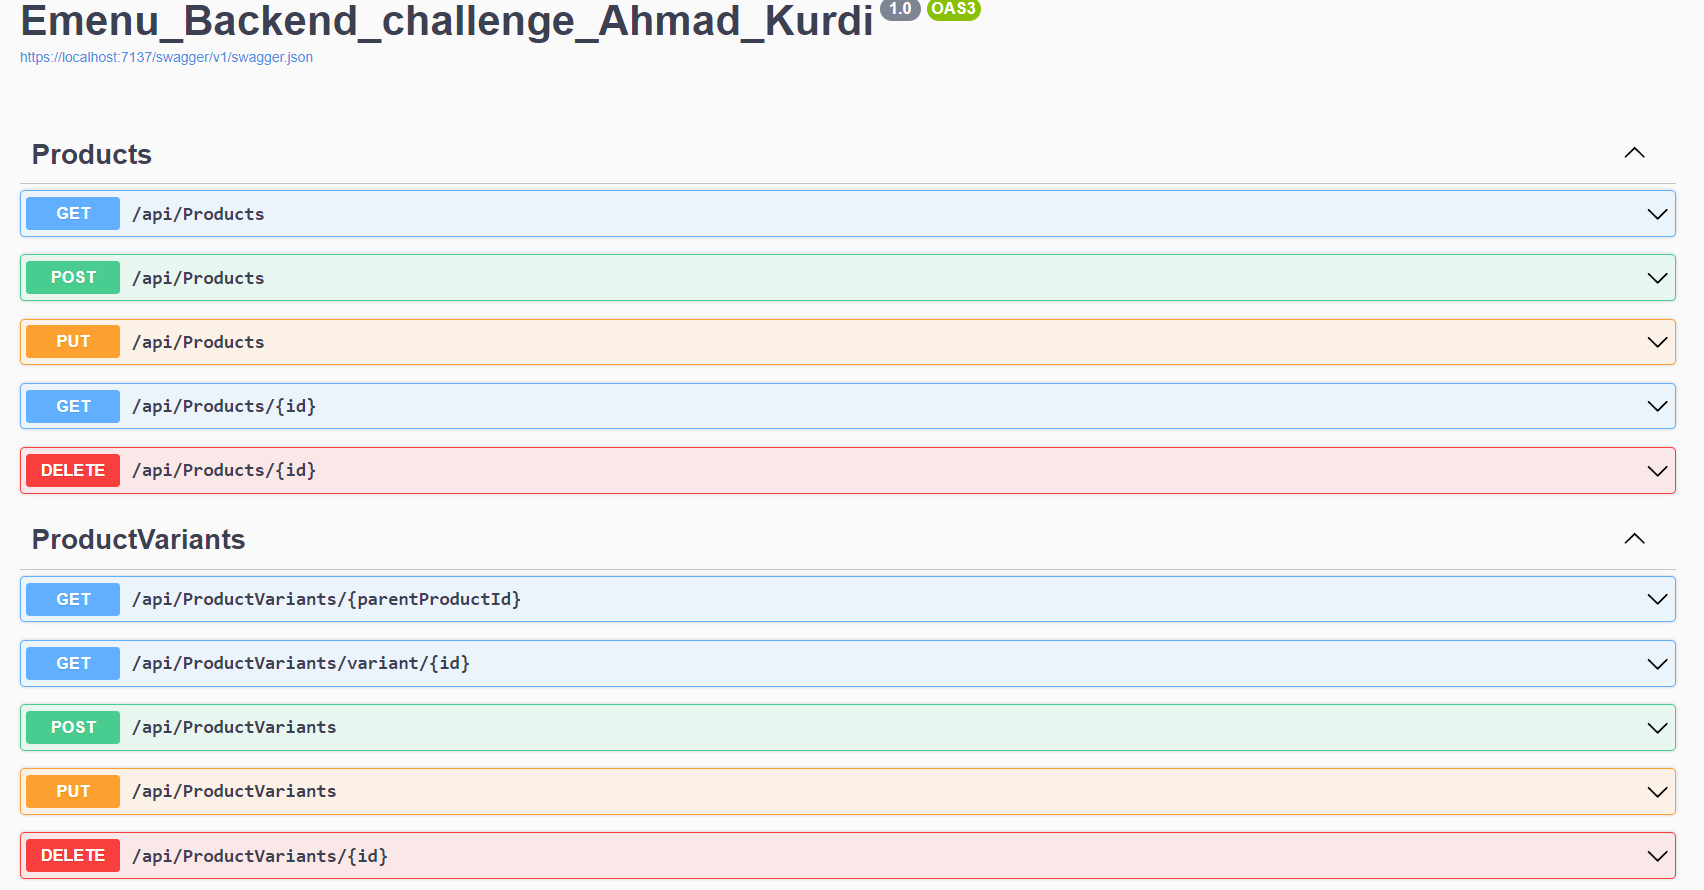 Emenu_Backend_challenge_Ahmad_Kurdi 1.0 OAS3
https://localhost:7137/swagger/v1/swagger.json
Products
GET /api/Products
POST /api/Products
PUT /api/Products
GET /api/Products/{id}
DELETE /api/Products/{id}
ProductVariants
GET /api/ProductVariants/{parentProductId}
GET /api/ProductVariants/variant/{id}
POST /api/ProductVariants
PUT /api/ProductVariants
DELETE /api/ProductVariants/{id}